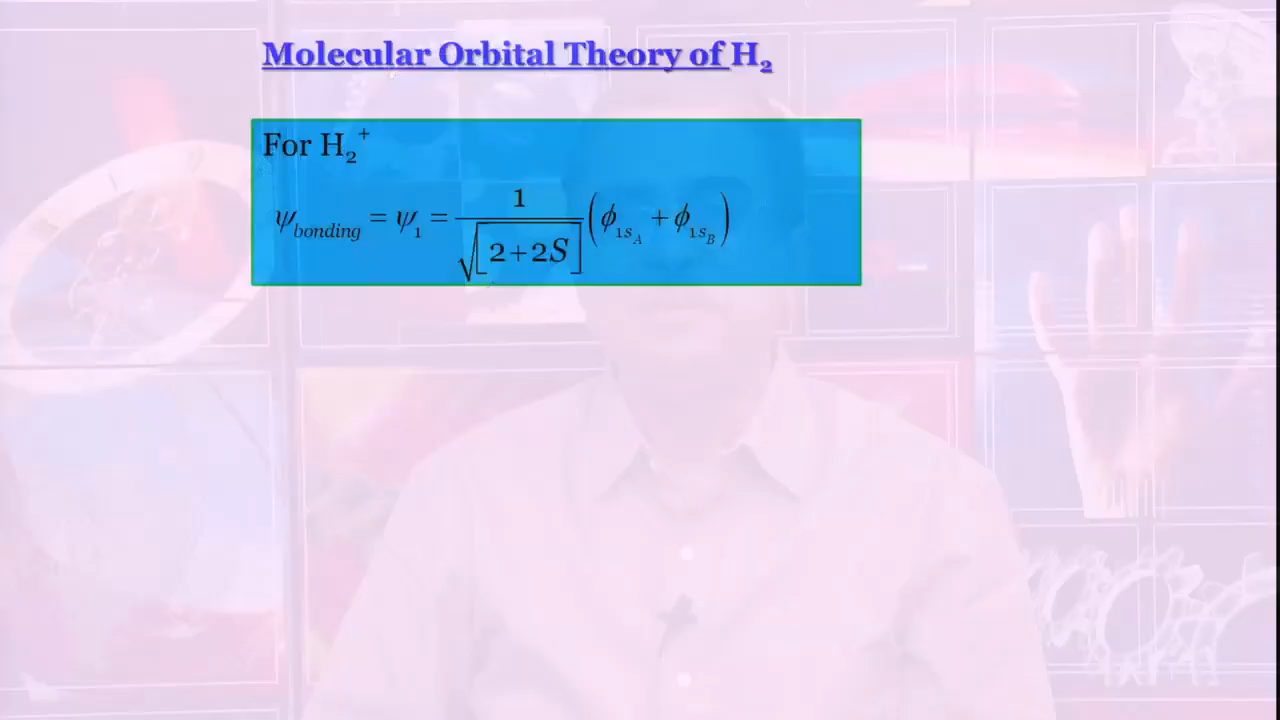 Molecular Orbital Theory of H₂
For H₂⁺
ψ_bonding = ψ₁ = 1/√[2+2S] (ϕ_1s_A + ϕ_1s_B)